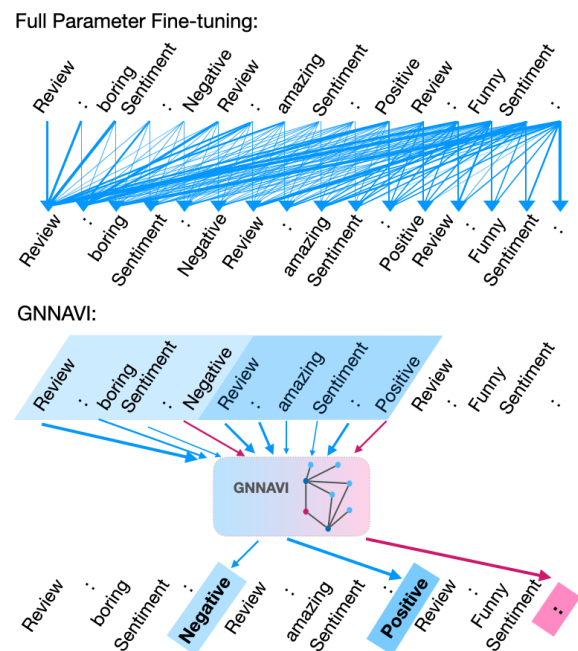 Full Parameter Fine-tuning:
Review : boring Sentiment : Negative Review : amazing Sentiment : Positive Review : Funny Sentiment :
Review : boring Sentiment : Negative Review : amazing Sentiment : Positive Review : Funny Sentiment :
GNNAVI:
Review : boring Sentiment : Negative Review : amazing Sentiment : Positive Review : Funny Sentiment :
GNNAVI
Review : boring Sentiment : Negative Review : amazing Sentiment : Positive Review : Funny Sentiment :